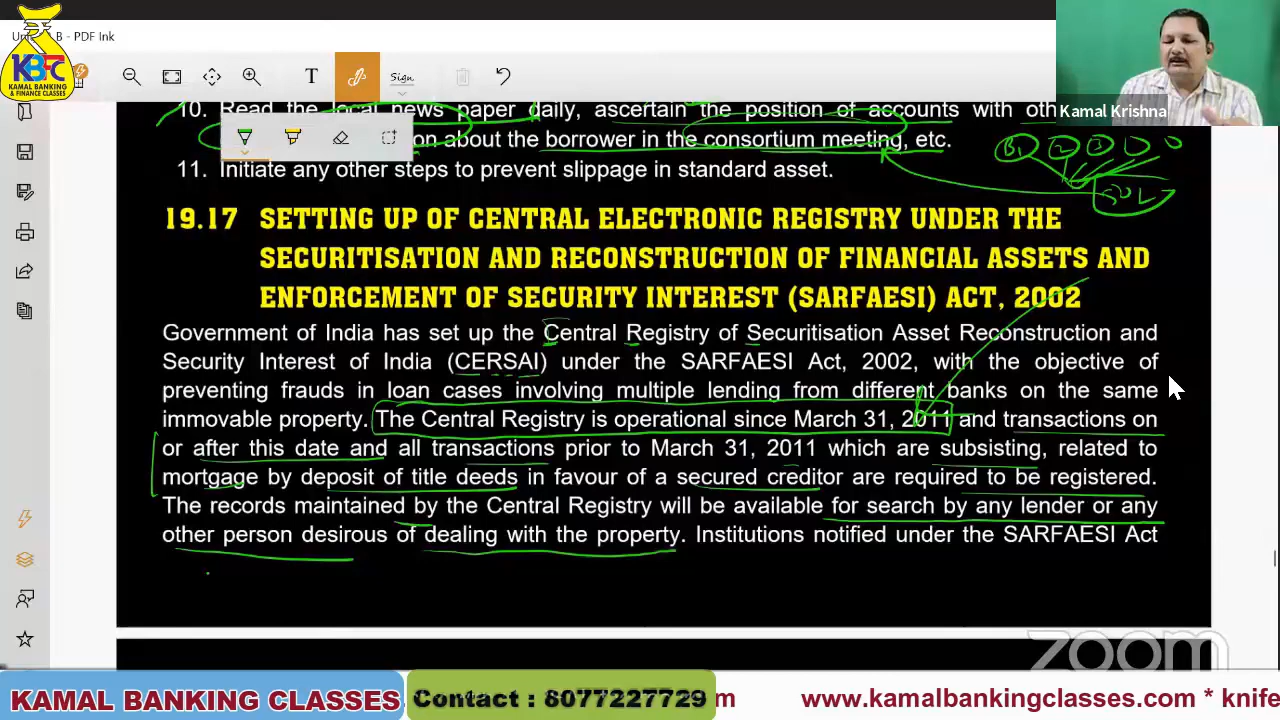 KBFC
KAMAL BANKING
& FINANCE CLASSES
B - PDF Ink
T
Sign
Kamal Krishna
10. Read the local news paper daily, ascertain the position of accounts with oth
on about the borrower in the consortium meeting, etc.
11. Initiate any other steps to prevent slippage in standard asset.
B1 2 3
19.17 SETTING UP OF CENTRAL ELECTRONIC REGISTRY UNDER THE
SECURITISATION AND RECONSTRUCTION OF FINANCIAL ASSETS AND
ENFORCEMENT OF SECURITY INTEREST (SARFAESI) ACT, 2002
Government of India has set up the Central Registry of Securitisation Asset Reconstruction and
Security Interest of India (CERSAI) under the SARFAESI Act, 2002, with the objective of
preventing frauds in loan cases involving multiple lending from different banks on the same
immovable property. The Central Registry is operational since March 31, 2011 and transactions on
or after this date and all transactions prior to March 31, 2011 which are subsisting, related to
mortgage by deposit of title deeds in favour of a secured creditor are required to be registered.
The records maintained by the Central Registry will be available for search by any lender or any
other person desirous of dealing with the property. Institutions notified under the SARFAESI Act
zoom
KAMAL BANKING CLASSES
Contact : 8077227729
m www.kamalbankingclasses.com * knife